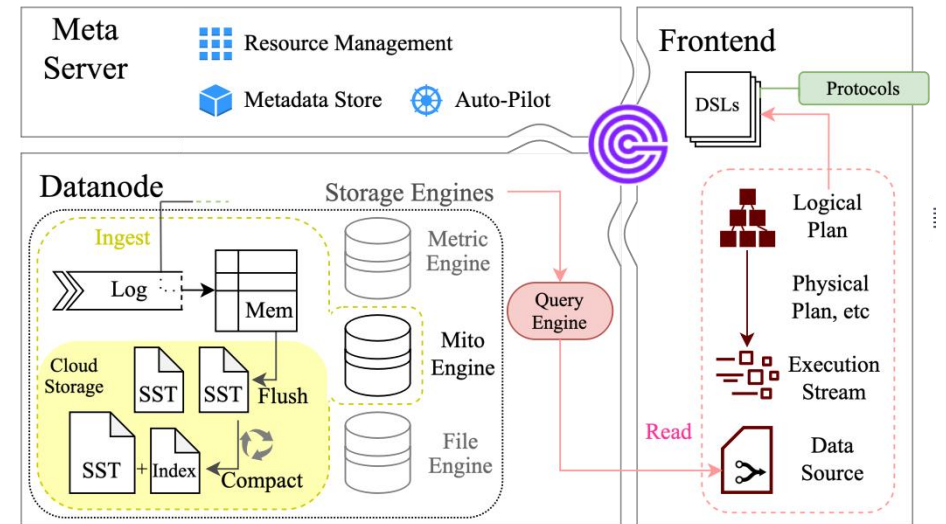 Meta
Server
Resource Management
Metadata Store
Auto-Pilot
Frontend
DSLs
Protocols
Logical
Plan
Physical
Plan, etc
Execution
Stream
Data
Source
Read
Datanode
Storage Engines
Ingest
Log
Mem
Metric
Engine
Mito
Engine
File
Engine
Query
Engine
Cloud
Storage
SST
SST
Flush
SST
+
Index
Compact